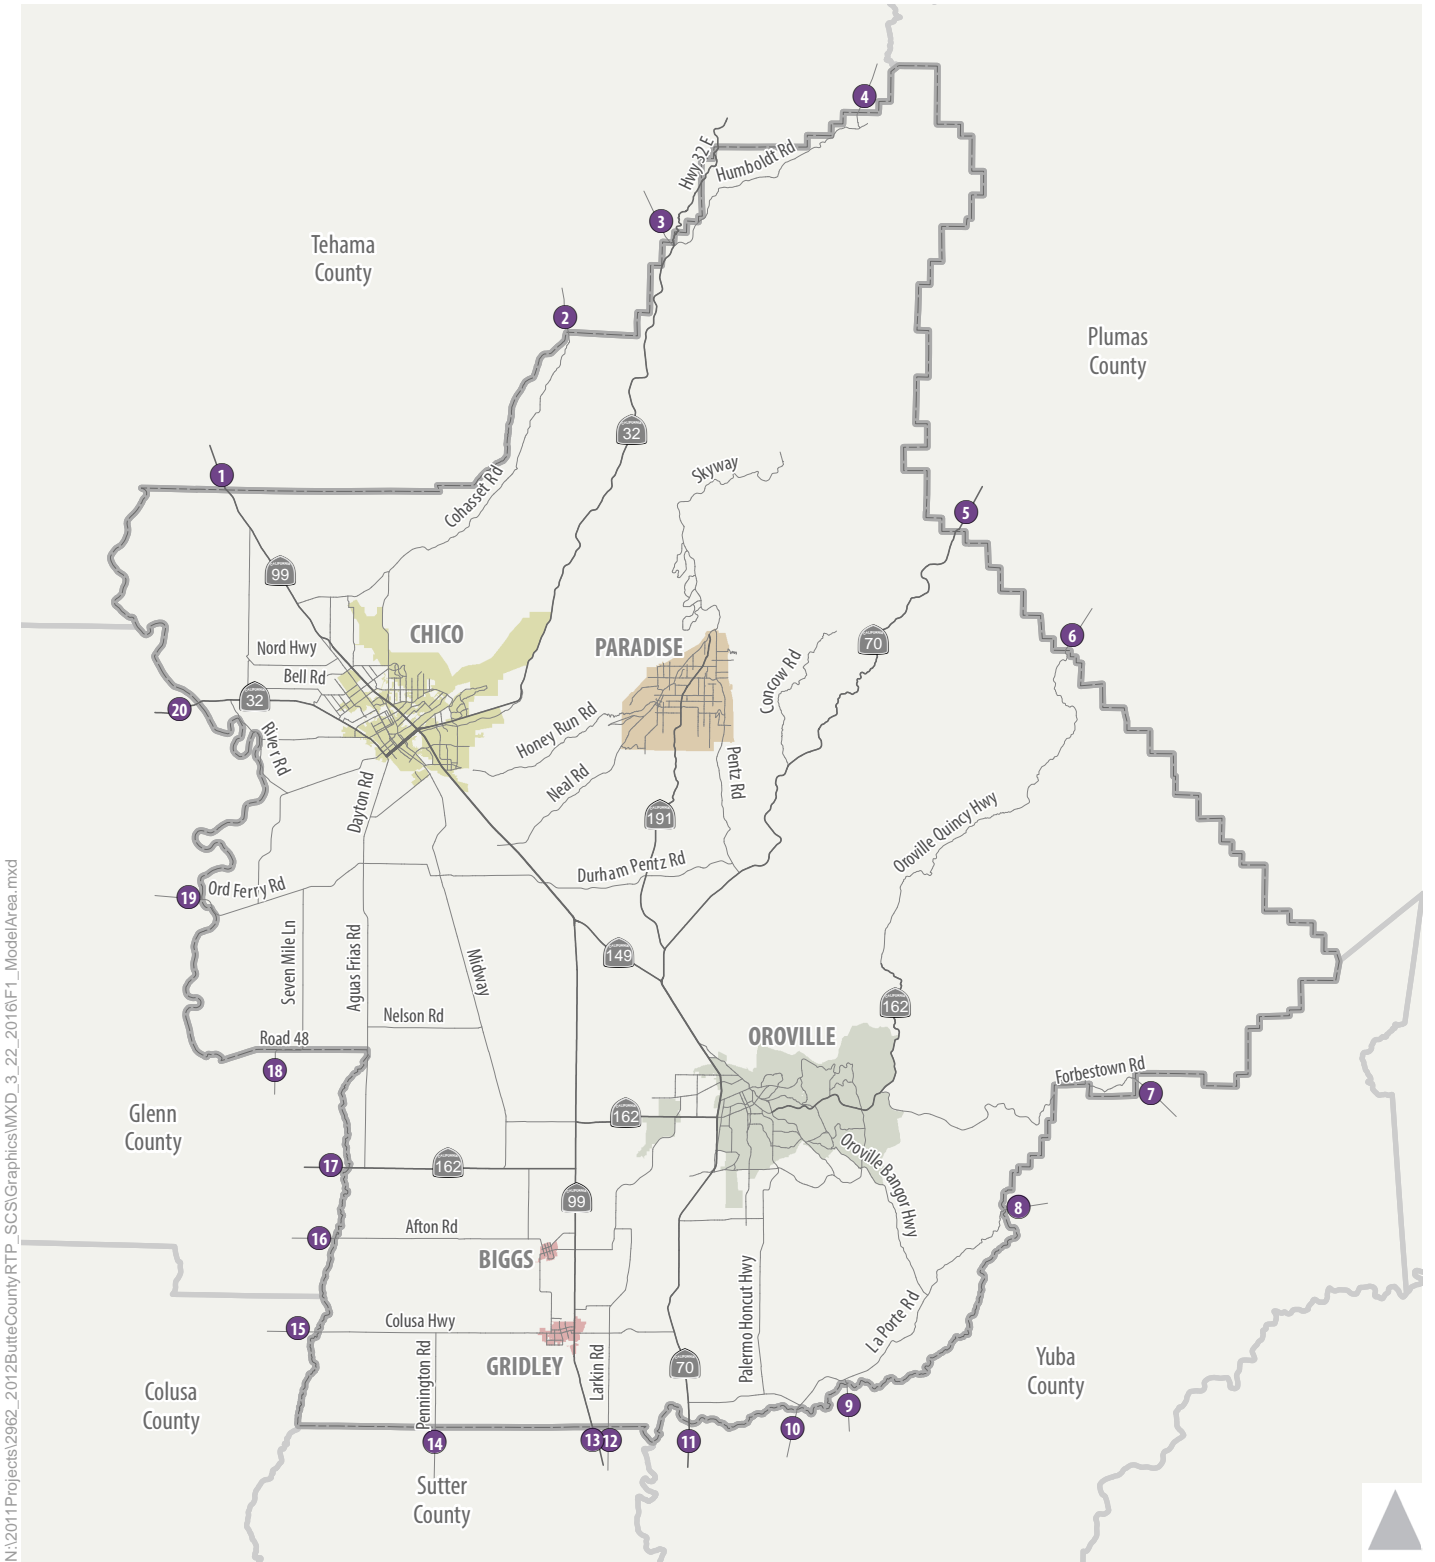 4
Hwy 32 E
Humboldt Rd
3
Tehama
County
2
Plumas
County
32
1
Skyway
Cohasset Rd
5
99
CHICO
PARADISE
70
6
Nord Hwy
Bell Rd
Concow Rd
32
20
River Rd
Honey Run Rd
Neal Rd
Pentz Rd
Dayton Rd
191
Oroville Quincy Hwy
Durham Pentz Rd
19
Ord Ferry Rd
Seven Mile Ln
Aguas Frias Rd
Midway
149
162
Nelson Rd
Road 48
OROVILLE
18
Forbestown Rd
7
Glenn
County
162
Oroville Bangor Hwy
17
162
99
8
16
Afton Rd
BIGGS
Palermo Honcut Hwy
15
Colusa Hwy
La Porte Rd
GRIDLEY
Pennington Rd
Larkin Rd
70
Yuba
County
Colusa
County
9
10
14
13
12
11
Sutter
County
N:\2011Projects\2962_2012ButteCountyRTP_SCS\Graphics\MXD_3_22_2016\F1_ModelArea.mxd